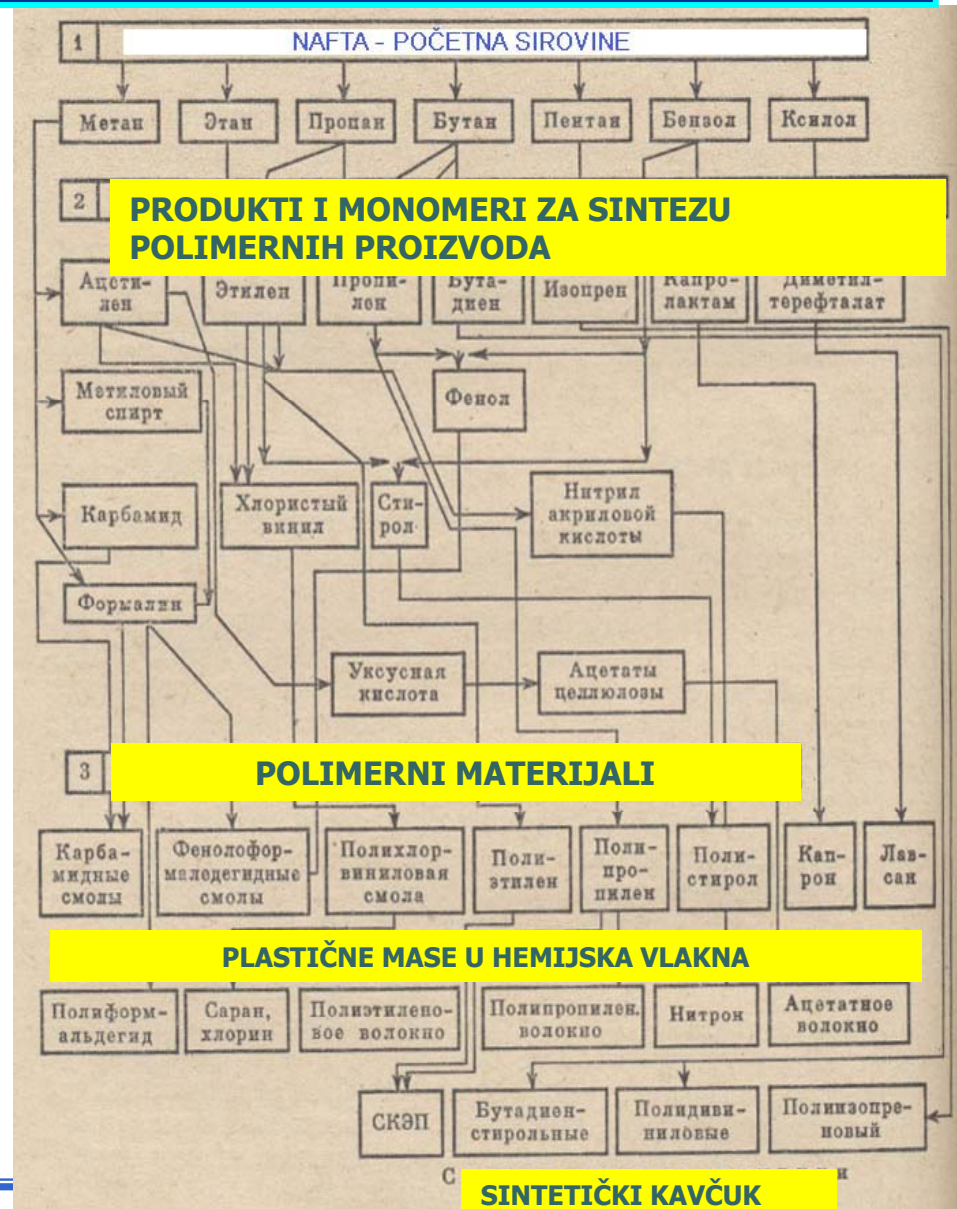 1
NAFTA - POČETNA SIROVINE
Метан
Этан
Пропан
Бутан
Пентан
Бензол
Ксилол
2
PRODUKTI I MONOMERI ZA SINTEZU
POLIMERNIH PROIZVODA
Ацети-
лен
Этилен
Пропи-
лен
Бута-
диен
Изопрен
Капро-
лактам
Диметил-
терефталат
Метиловый
спирт
Фенол
Карбамид
Хлористый
винил
Сти-
рол
Нитрил
акриловой
кислоты
Формалин
Уксусная
кислота
Ацетаты
целлюлозы
3
POLIMERNI MATERIJALI
Карба-
мидные
смолы
Фенолофор-
малодегидные
смолы
Полихлор-
виниловая
смола
Поли-
этилен
Поли-
про-
пилен
Поли-
стирол
Кап-
рон
Лав-
сан
PLASTIČNE MASE U HEMIJSKA VLAKNA
Полиформ-
альдегид
Саран,
хлорин
Полиэтилено-
вое волокно
Полипропилен.
волокно
Нитрон
Ацетатное
волокно
СКЭП
Бутадиен-
стирольные
Полидиви-
ниловые
Полиизопре-
новый
SINTETIČKI KAVČUK